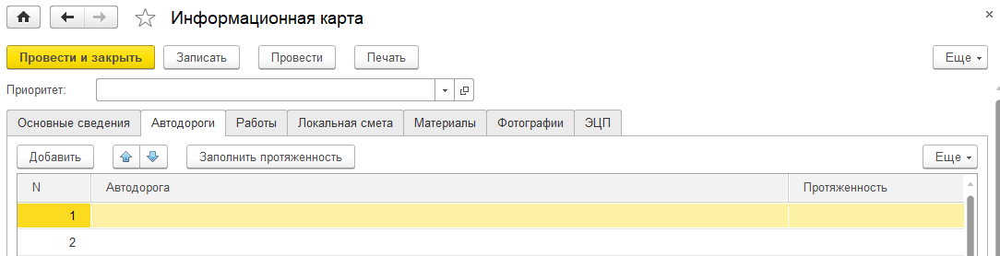 Информационная карта
Провести и закрыть Записать Провести Печать Еще
Приоритет:
Основные сведения Автодороги Работы Локальная смета Материалы Фотографии ЭЦП
Добавить Заполнить протяженность Еще
N Автодорога Протяженность
1
2